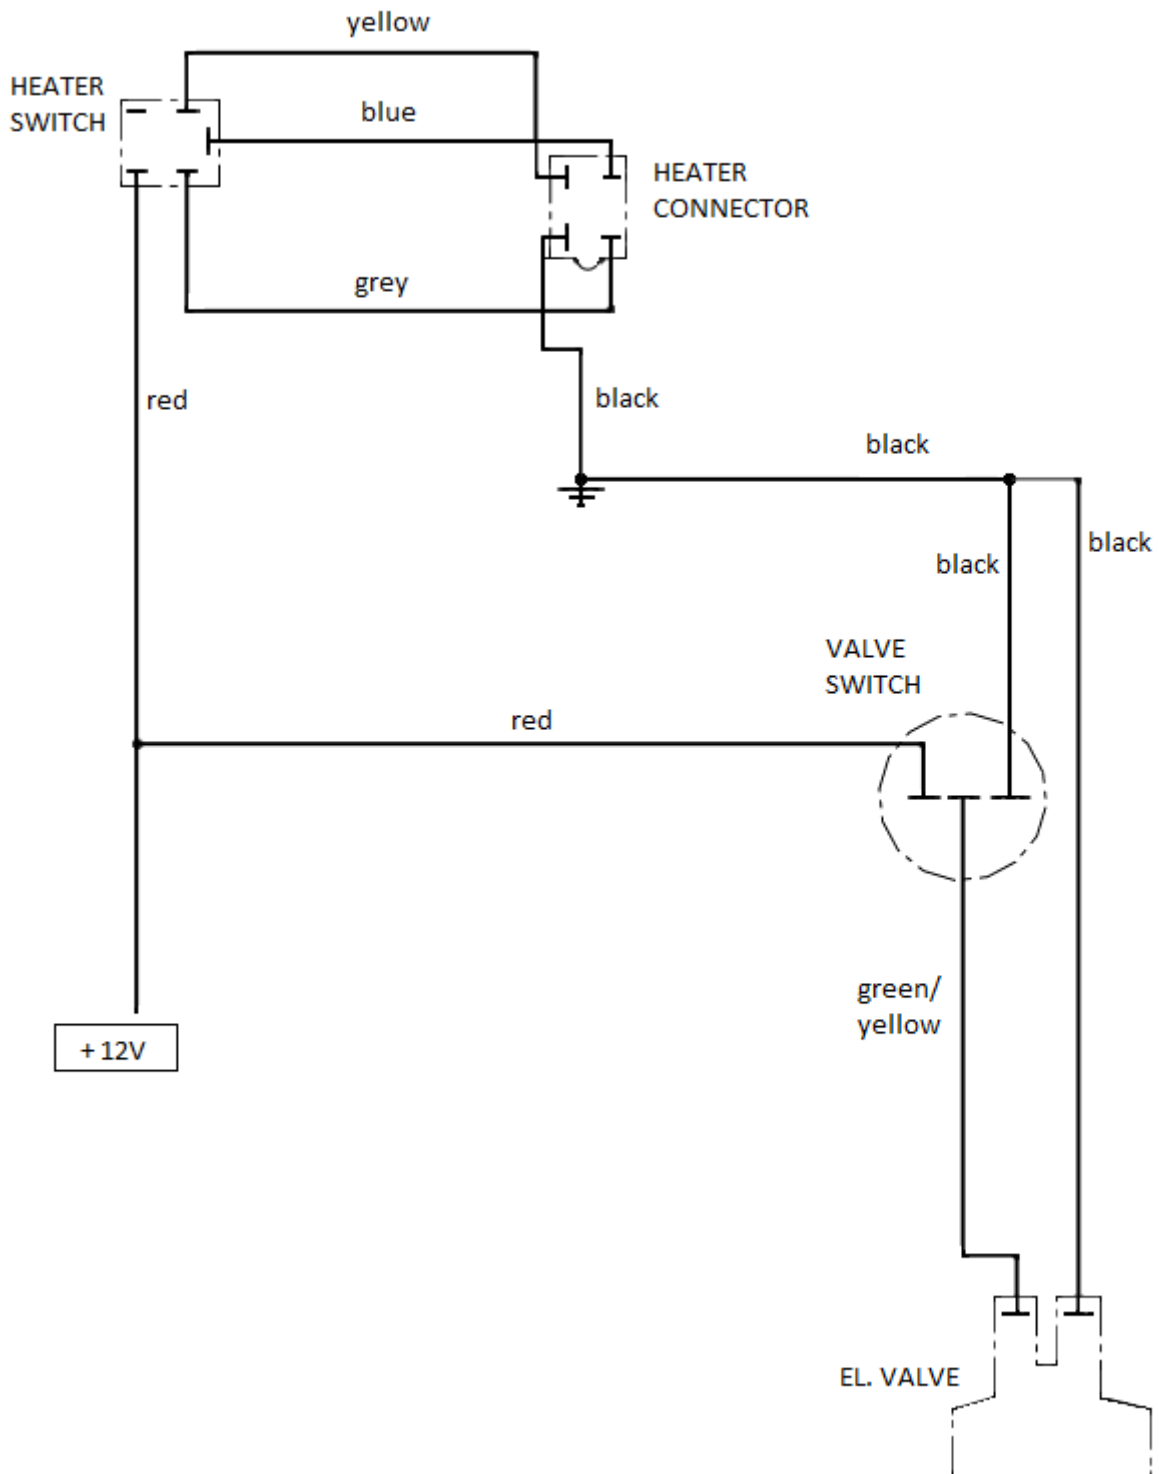 yellow
HEATER
SWITCH
blue
HEATER
CONNECTOR
grey
red
black
black
black
black
VALVE
SWITCH
red
green/
yellow
+ 12V
EL. VALVE